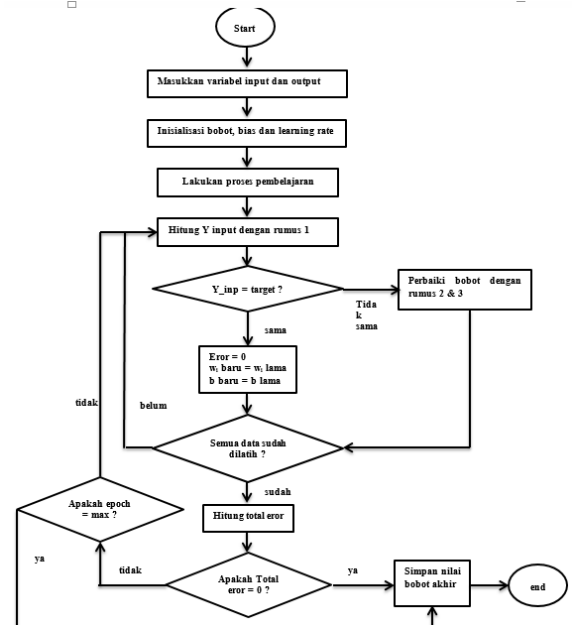 Start
Masukkan variabel input dan output
Inisialisasi bobot, bias dan learning rate
Lakukan proses pembelajaran
Hitung Y input dengan rumus 1
Y_inp = target ?
Tida
k
sama
Perbaiki bobot dengan
rumus 2 & 3
sama
Eror = 0
wᵢ baru = wᵢ lama
b baru = b lama
tidak
belum
Semua data sudah
dilatih ?
sudah
Hitung total eror
Apakah epoch
= max ?
ya
tidak
Apakah Total
eror = 0 ?
ya
Simpan nilai
bobot akhir
end